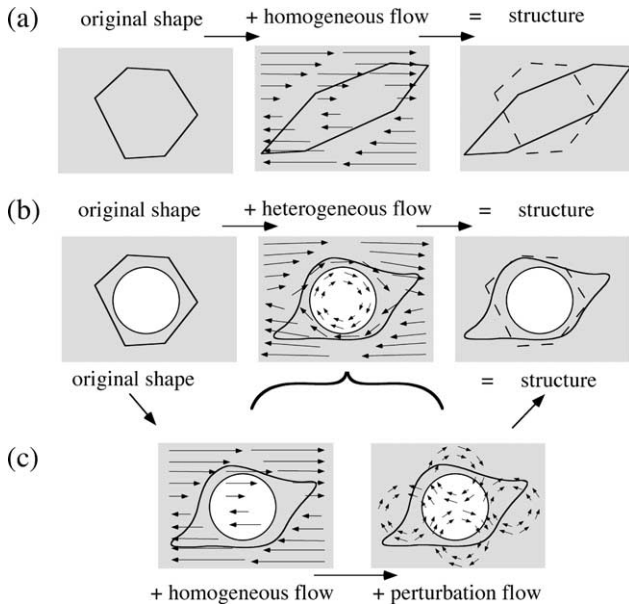 (a) original shape + homogeneous flow = structure
(b) original shape + heterogeneous flow = structure
original shape = structure
(c)
+ homogeneous flow + perturbation flow